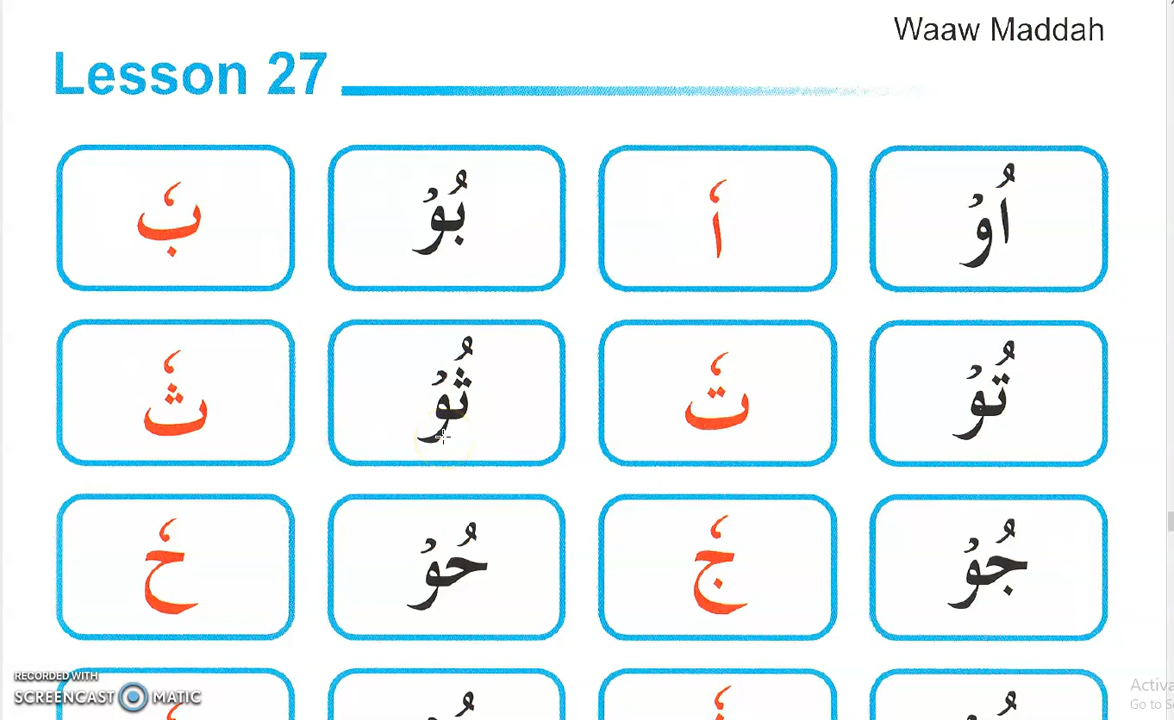 Waaw Maddah
Lesson 27
اُوْ اٗ بُوْ بٗ
تُوْ تٗ ثُوْ ثٗ
جُوْ جٗ حُوْ حٗ
RECORDED WITH
SCREENCAST MATIC